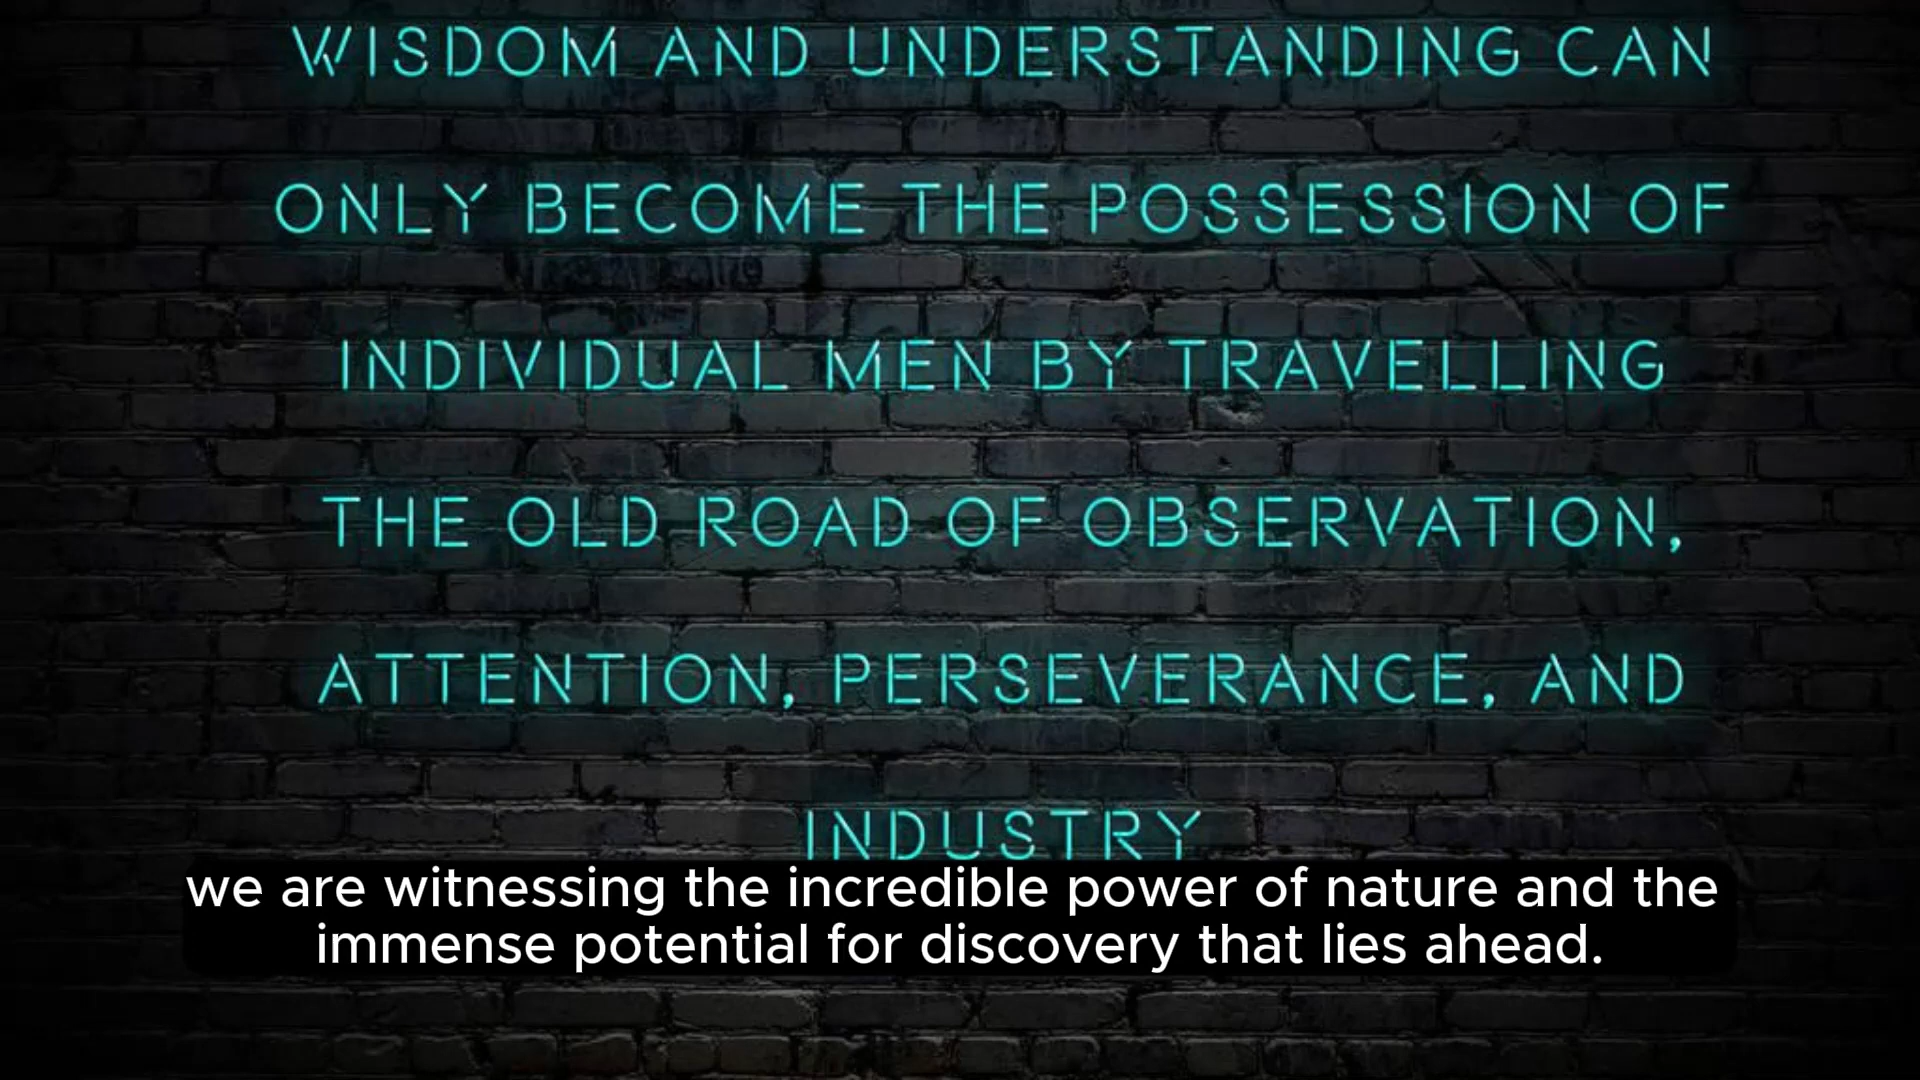 WISDOM AND UNDERSTANDING CAN
ONLY BECOME THE POSSESSION OF
INDIVIDUAL MEN BY TRAVELLING
THE OLD ROAD OF OBSERVATION,
ATTENTION, PERSEVERANCE, AND
INDUSTRY
we are witnessing the incredible power of nature and the
immense potential for discovery that lies ahead.